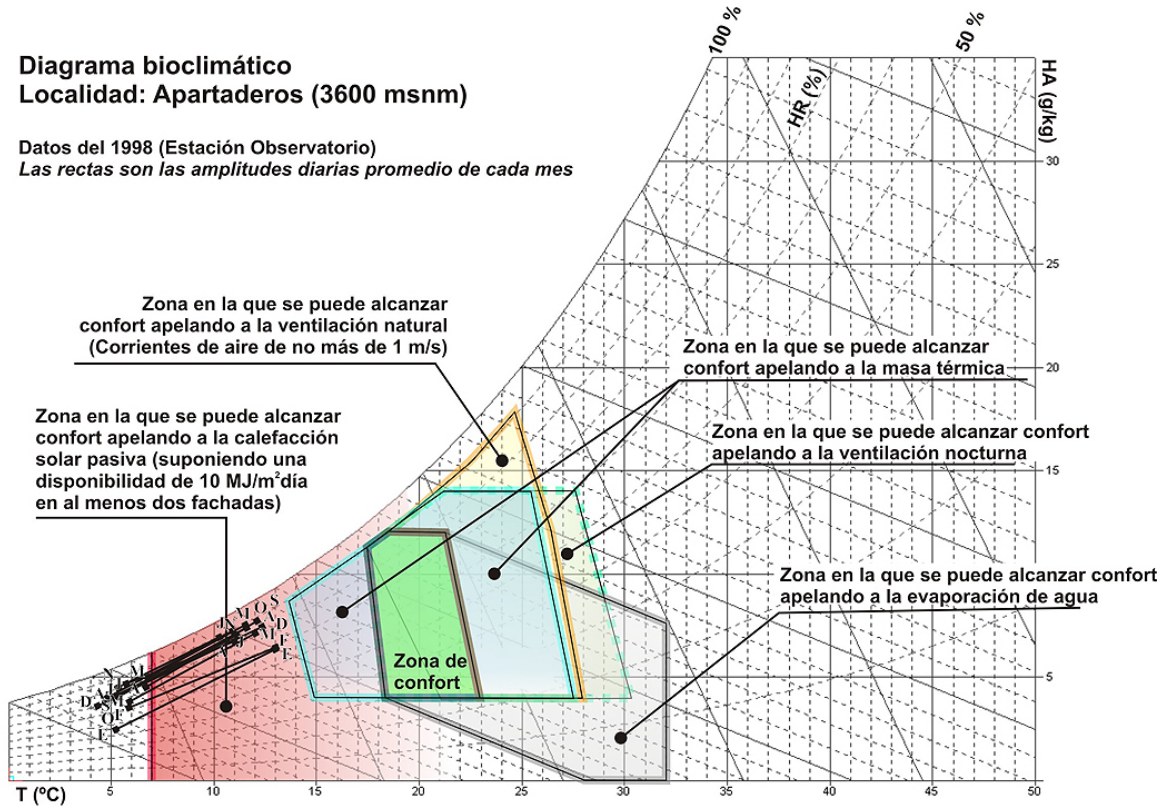 Diagrama bioclimático
Localidad: Apartaderos (3600 msnm)
Datos del 1998 (Estación Observatorio)
Las rectas son las amplitudes diarias promedio de cada mes
100 %
50 %
HR (%)
HA (g/kg)
30
25
20
15
5
Zona en la que se puede alcanzar
confort apelando a la ventilación natural
(Corrientes de aire de no más de 1 m/s)
Zona en la que se puede alcanzar
confort apelando a la masa térmica
Zona en la que se puede alcanzar
confort apelando a la calefacción
solar pasiva (suponiendo una
disponibilidad de 10 MJ/m²día
en al menos dos fachadas)
Zona en la que se puede alcanzar confort
apelando a la ventilación nocturna
Zona en la que se puede alcanzar confort
apelando a la evaporación de agua
Zona de
confort
M O S
A D
M F
E
D A
S M
O F
E
T (ºC)
5
10
15
20
25
30
35
40
45
50